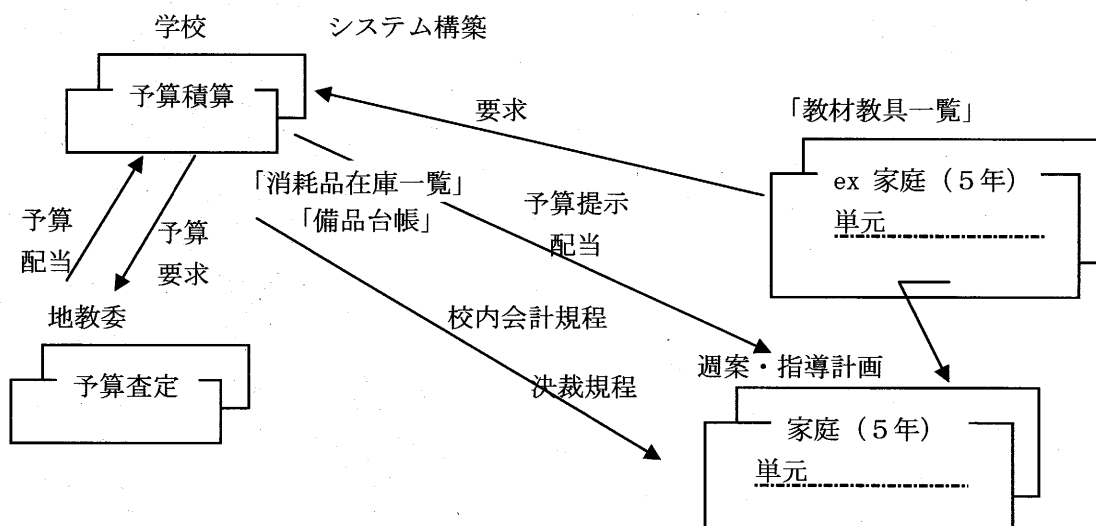 学校
システム構築
予算積算
要求
「教材教具一覧」
ex 家庭（５年）
単元
「消耗品在庫一覧」
「備品台帳」
予算提示
配当
予算
配当
予算
要求
地教委
予算査定
校内会計規程
決裁規程
週案・指導計画
家庭（５年）
単元